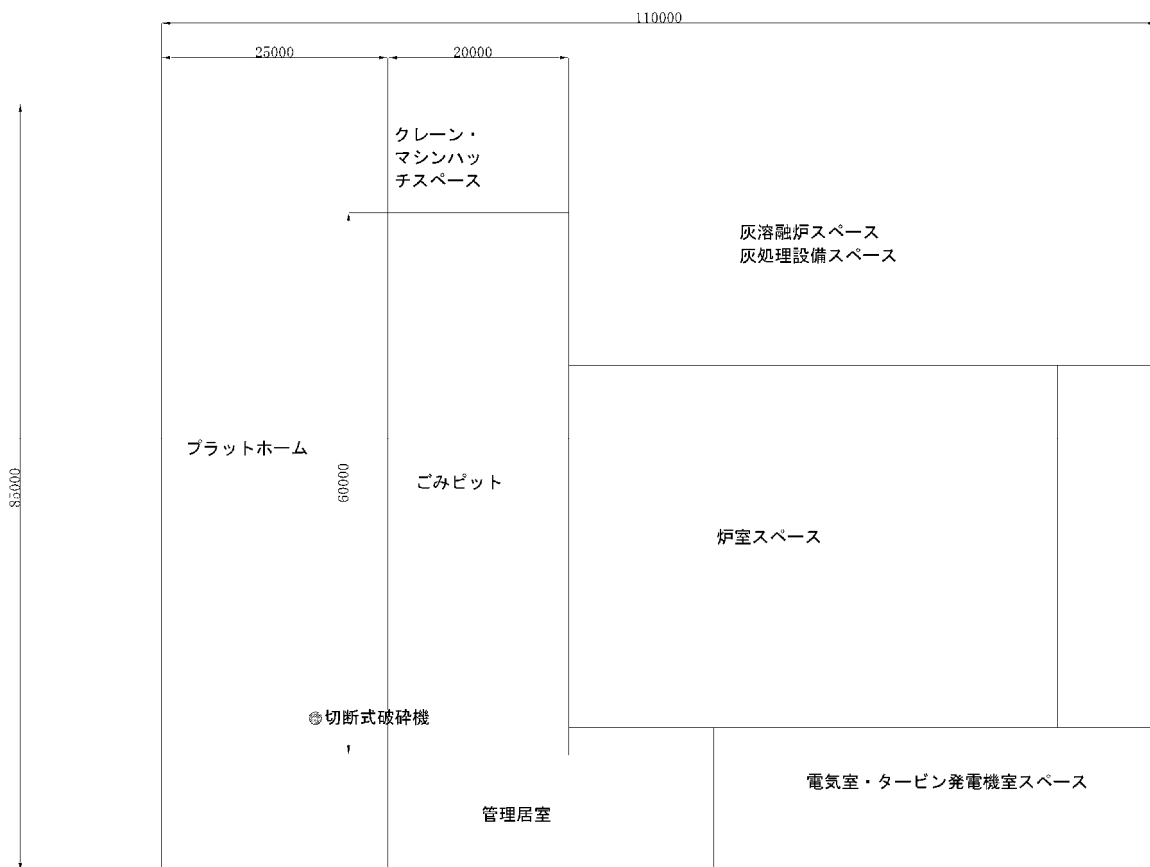 110000
25000
20000
クレーン・
マシンハッ
チスペース
灰溶融炉スペース
灰処理設備スペース
プラットホーム
85000
60000
ごみピット
炉室スペース
切断式破砕機
電気室・タービン発電機室スペース
管理居室